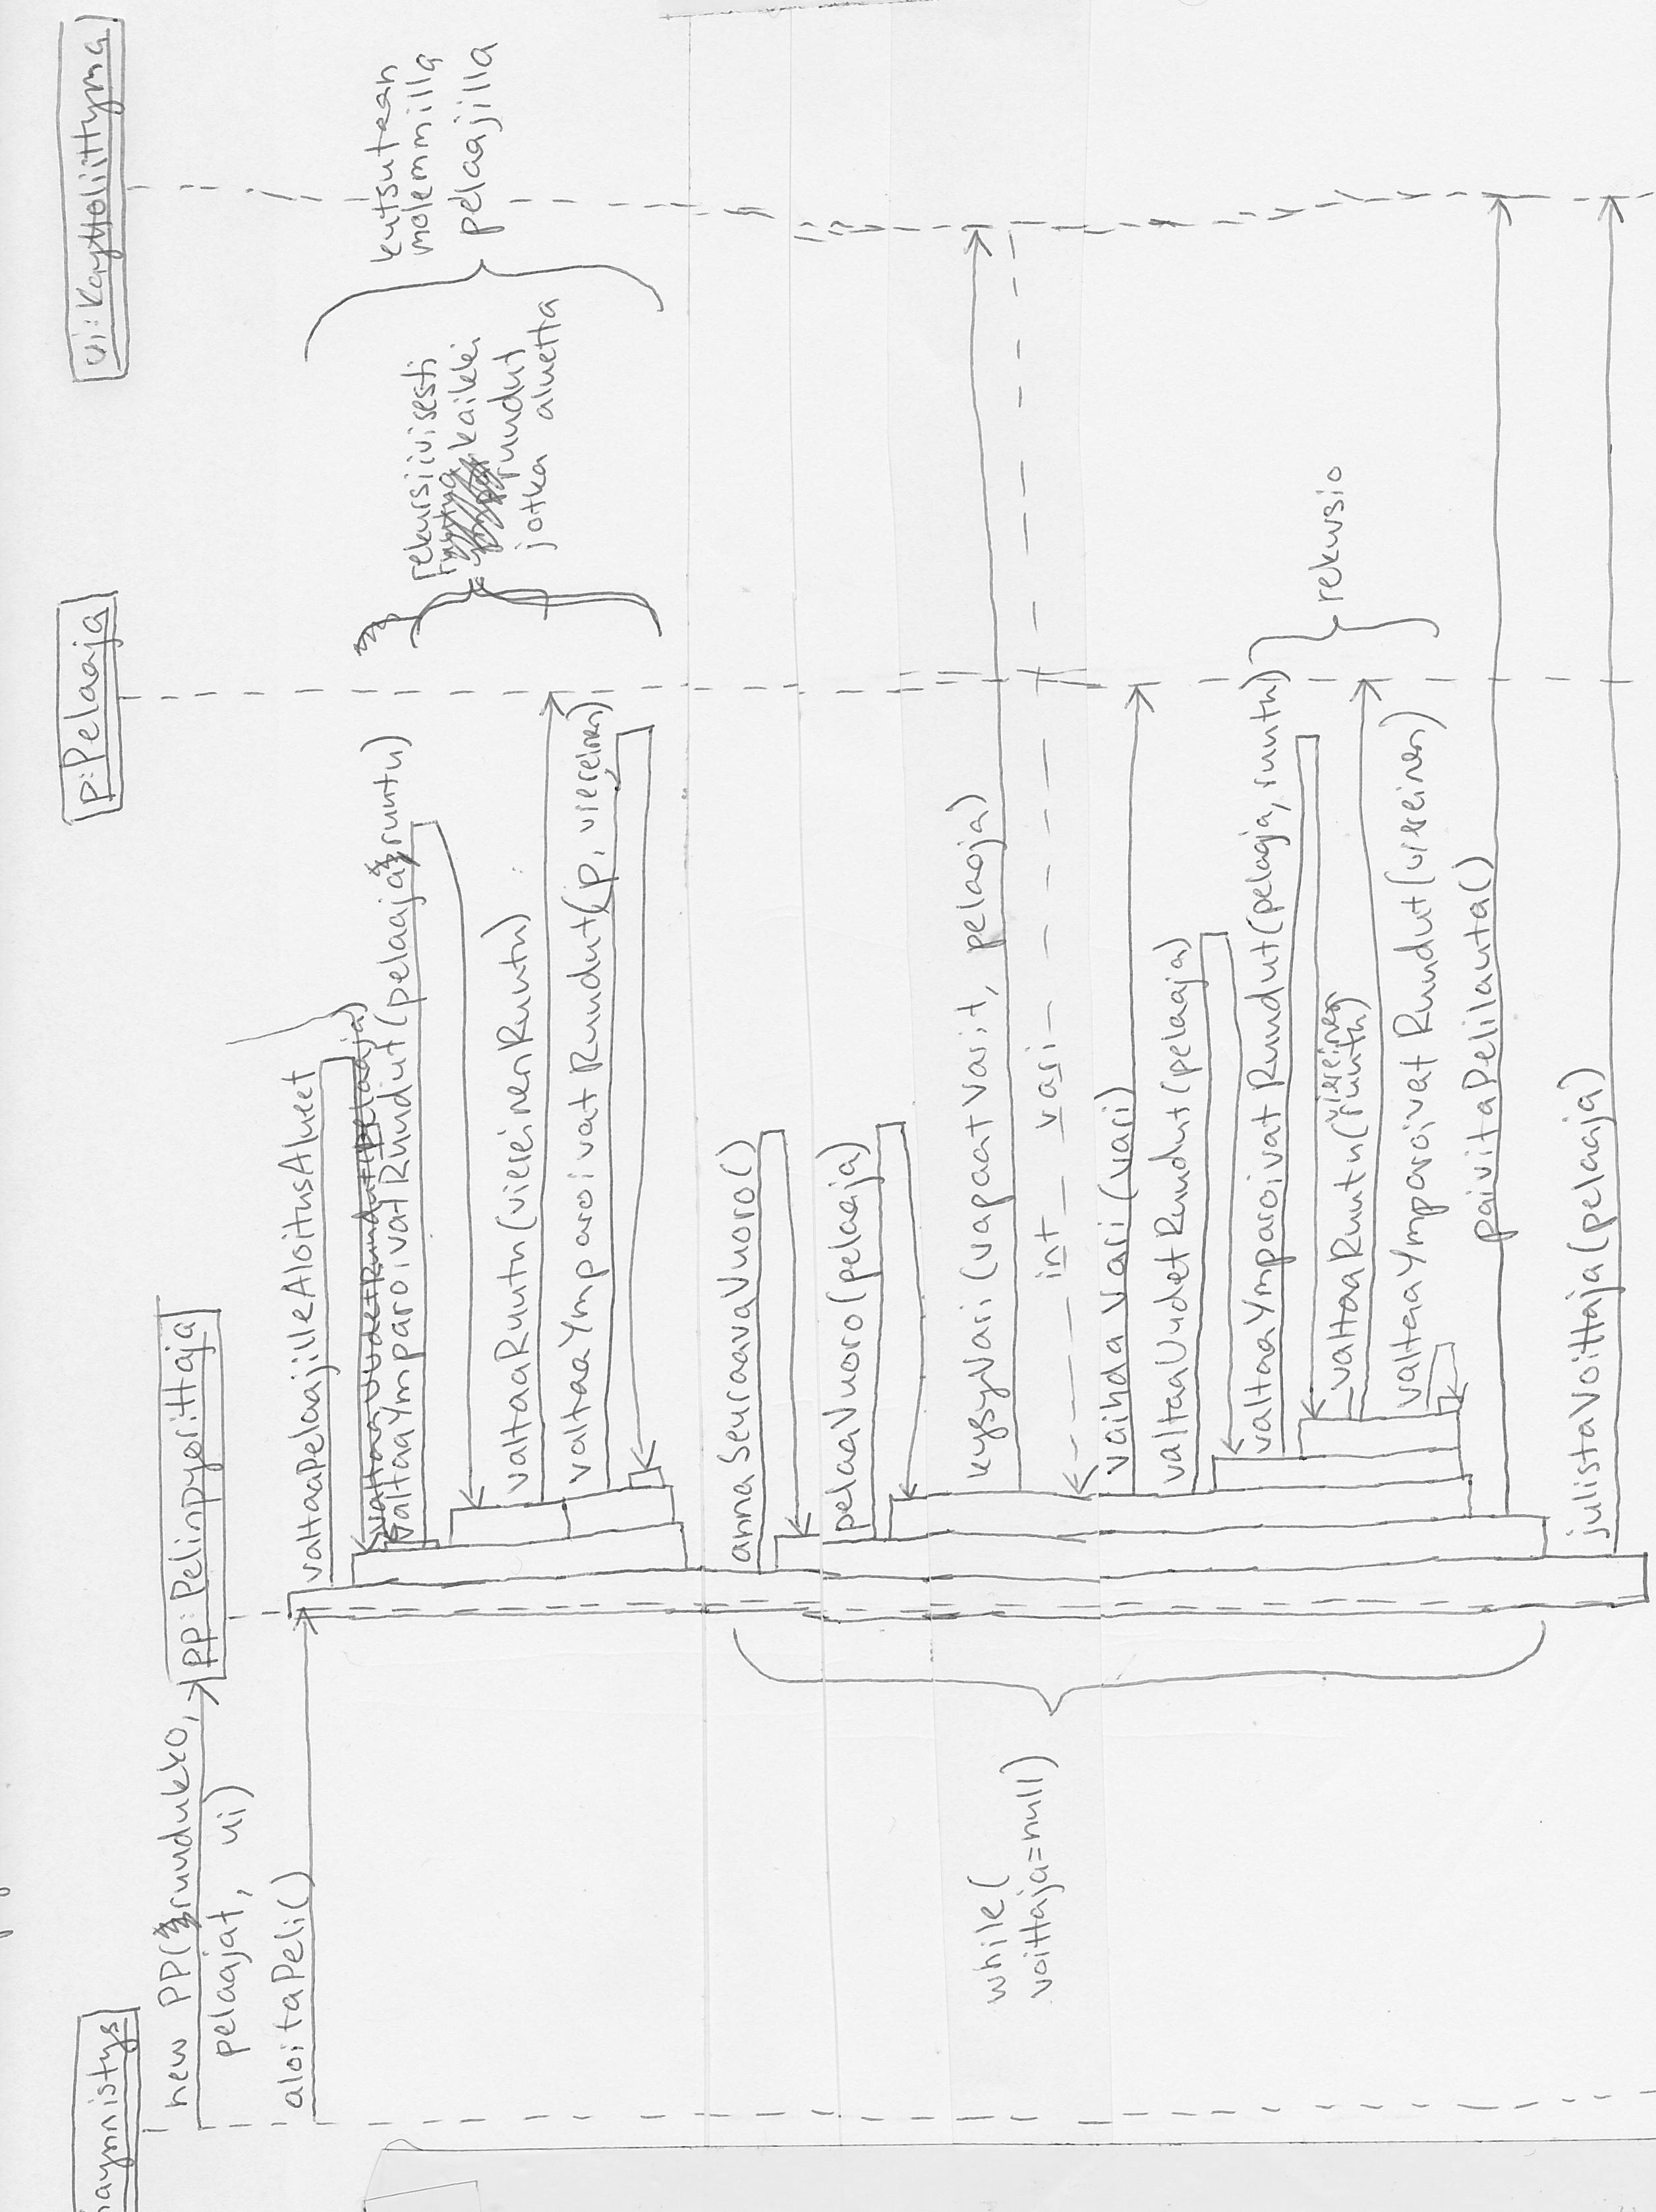 aynnistys
p:Pelaaja
ui:Kayttoliittyma
new PP(ruudukko,
pelaajat, ui)
pp:Pelinpyorittaja
aloitaPeli()
valtaaPelaajilleAloitusAlueet
valtaaUudetRuudut(pelaaja)
valtaaYmparoivatRuudut(pelaaja ruutu)
rekursiivisesti
ruutua
kaikki
ruudut
jotka aluetta
kutsutaan
molemmilla
pelaajilla
valtaaRuutu(viereinenRuutu)
valtaaYmparoivatRuudut(p, viereinen)
annaSeuraavaVuoro()
pelaaVuoro(pelaaja)
while(
voittaja=null)
kysyVari(vapaatVarit, pelaaja)
int vari
vaihdaVari(vari)
valtaaUudetRuudut(pelaaja)
valtaaYmparoivatRuudut(pelaaja, ruutu)
viereinen
valtaaRuutu(ruutu)
rekursio
valtaaYmparoivatRuudut(viereinen)
paivitaPelilauta()
julistaVoittaja(pelaaja)